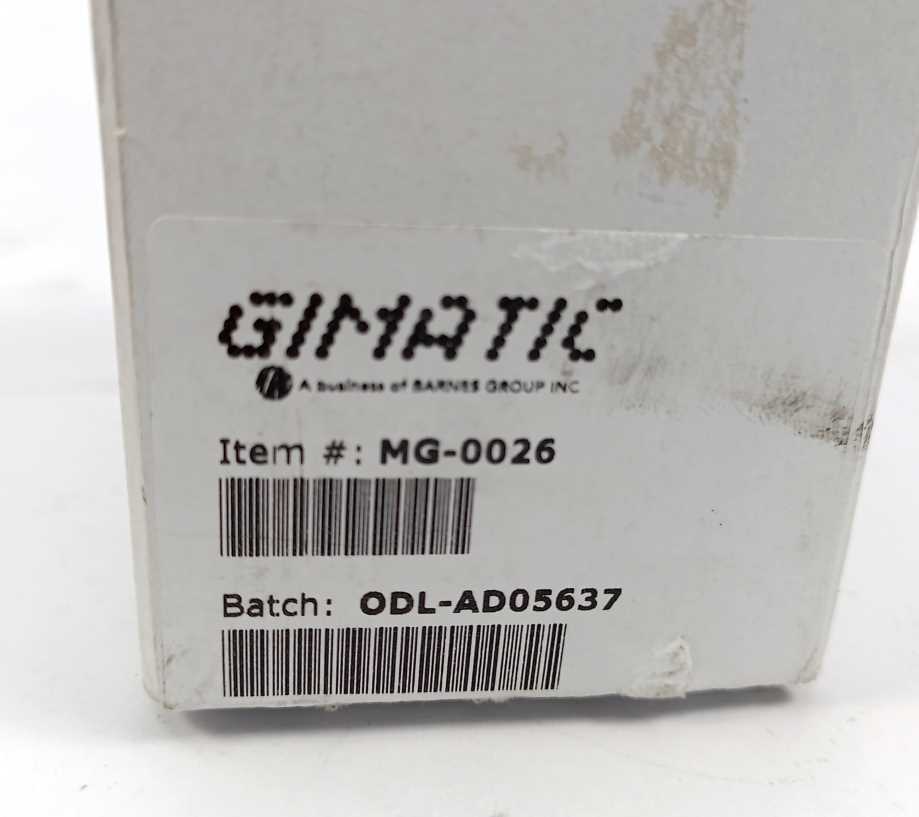 GIMATIC
A business of BARNES GROUP INC
Item #: MG-0026
Batch: ODL-AD05637